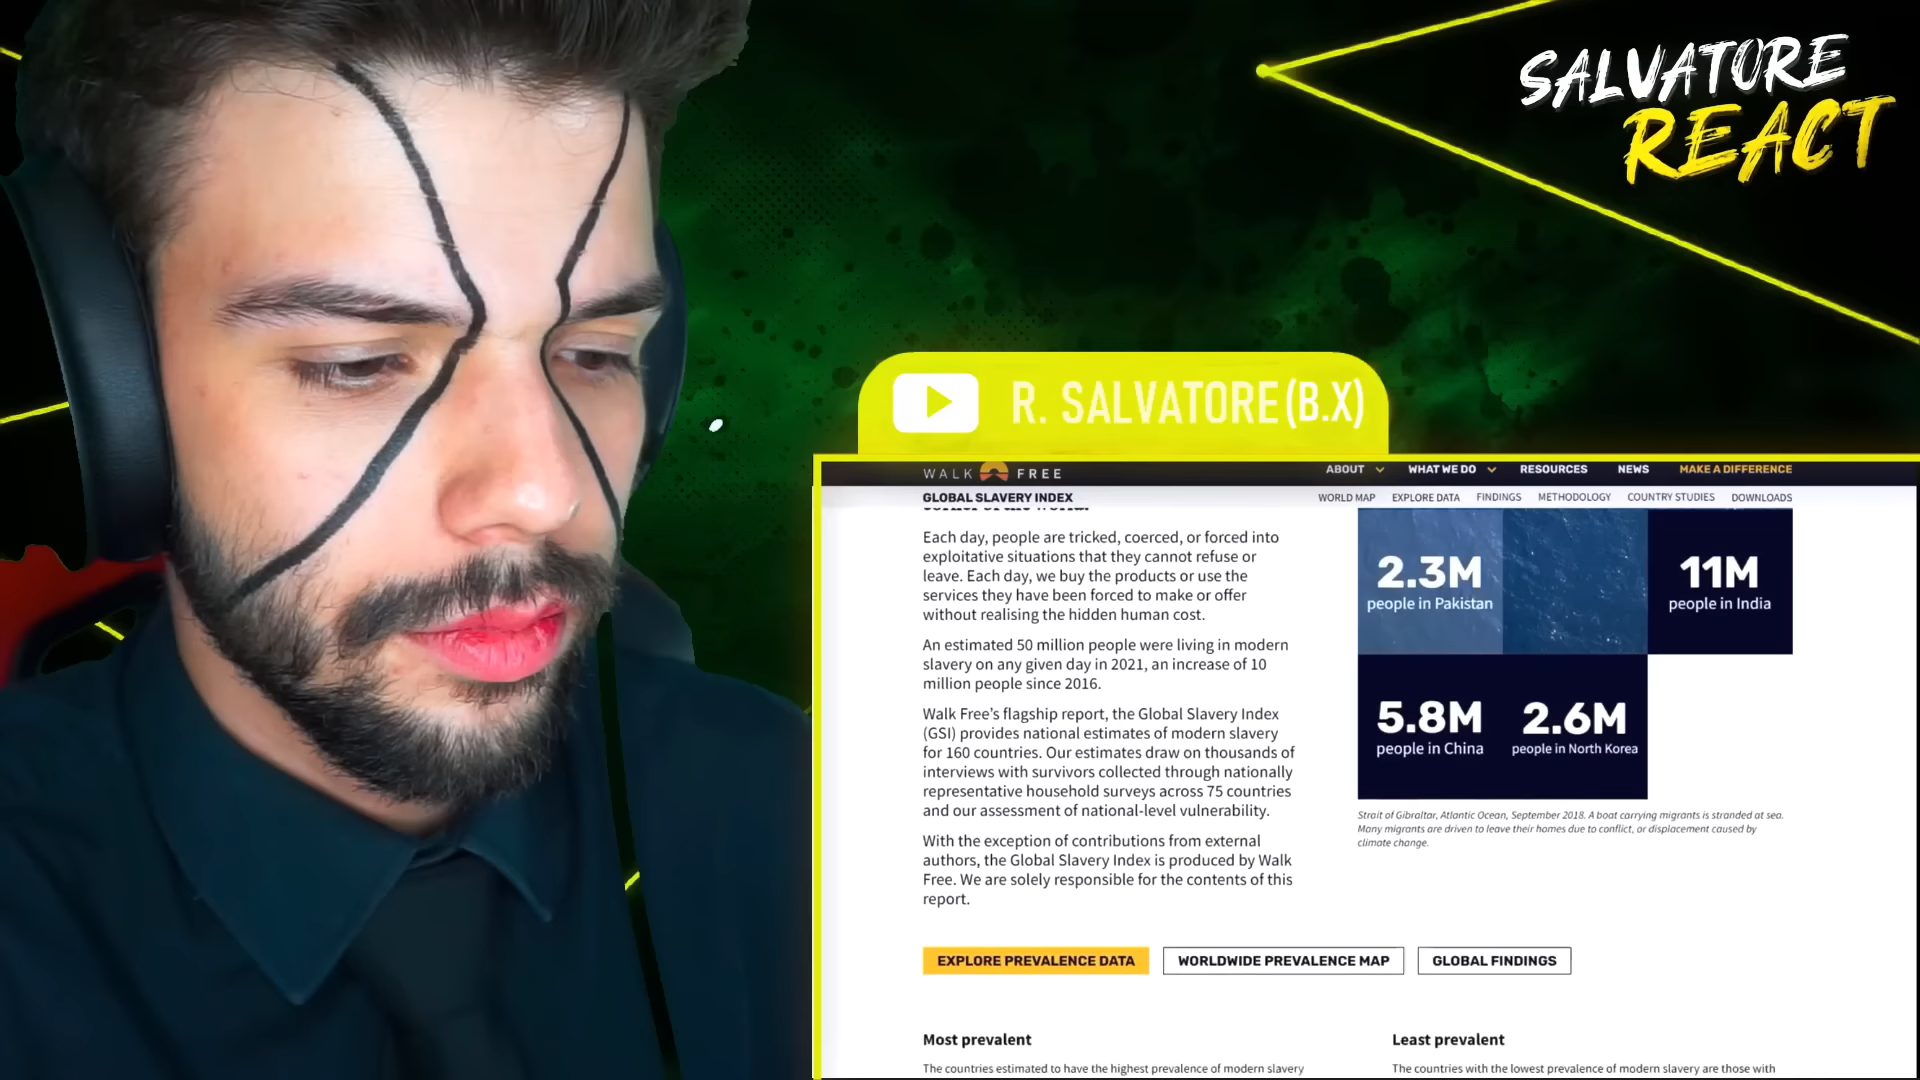 SALVATORE
REACT
R. SALVATORE (B.X)
WALK FREE
ABOUT WHAT WE DO RESOURCES NEWS MAKE A DIFFERENCE
GLOBAL SLAVERY INDEX
WORLD MAP EXPLORE DATA FINDINGS METHODOLOGY COUNTRY STUDIES DOWNLOADS
Each day, people are tricked, coerced, or forced into
exploitative situations that they cannot refuse or
leave. Each day, we buy the products or use the
services they have been forced to make or offer
without realising the hidden human cost.
An estimated 50 million people were living in modern
slavery on any given day in 2021, an increase of 10
million people since 2016.
Walk Free’s flagship report, the Global Slavery Index
(GSI) provides national estimates of modern slavery
for 160 countries. Our estimates draw on thousands of
interviews with survivors collected through nationally
representative household surveys across 75 countries
and our assessment of national-level vulnerability.
With the exception of contributions from external
authors, the Global Slavery Index is produced by Walk
Free. We are solely responsible for the contents of this
report.
2.3M
people in Pakistan
11M
people in India
5.8M
people in China
2.6M
people in North Korea
Strait of Gibraltar, Atlantic Ocean, September 2018. A boat carrying migrants is stranded at sea.
Many migrants are driven to leave their homes due to conflict, or displacement caused by
climate change.
EXPLORE PREVALENCE DATA
WORLDWIDE PREVALENCE MAP
GLOBAL FINDINGS
Most prevalent
The countries estimated to have the highest prevalence of modern slavery
Least prevalent
The countries with the lowest prevalence of modern slavery are those with